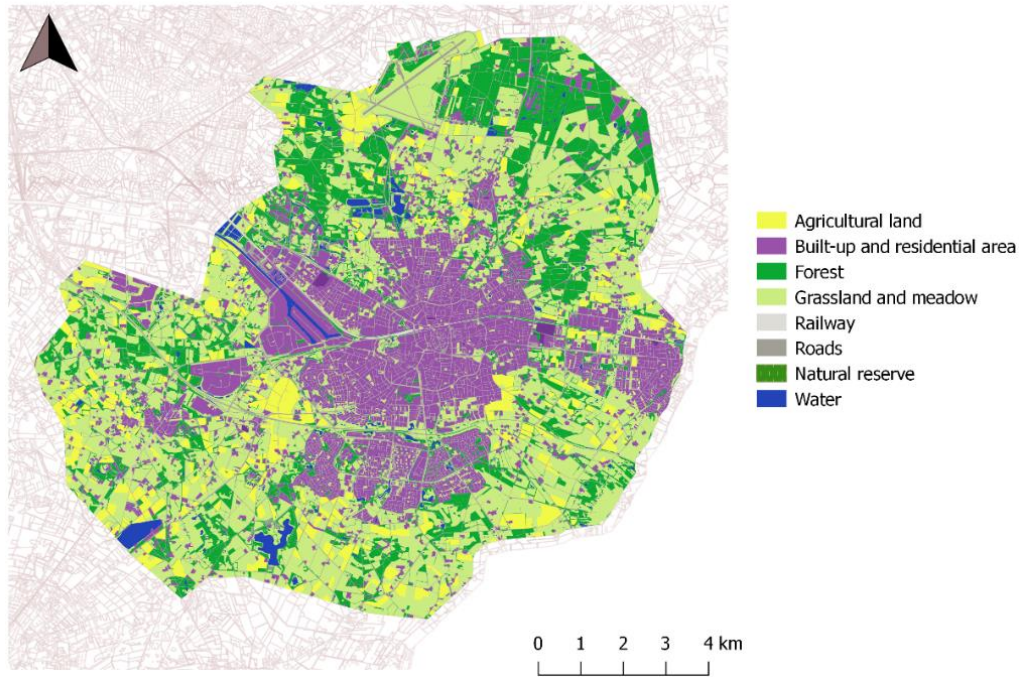 Agricultural land
Built-up and residential area
Forest
Grassland and meadow
Railway
Roads
Natural reserve
Water
0 1 2 3 4 km